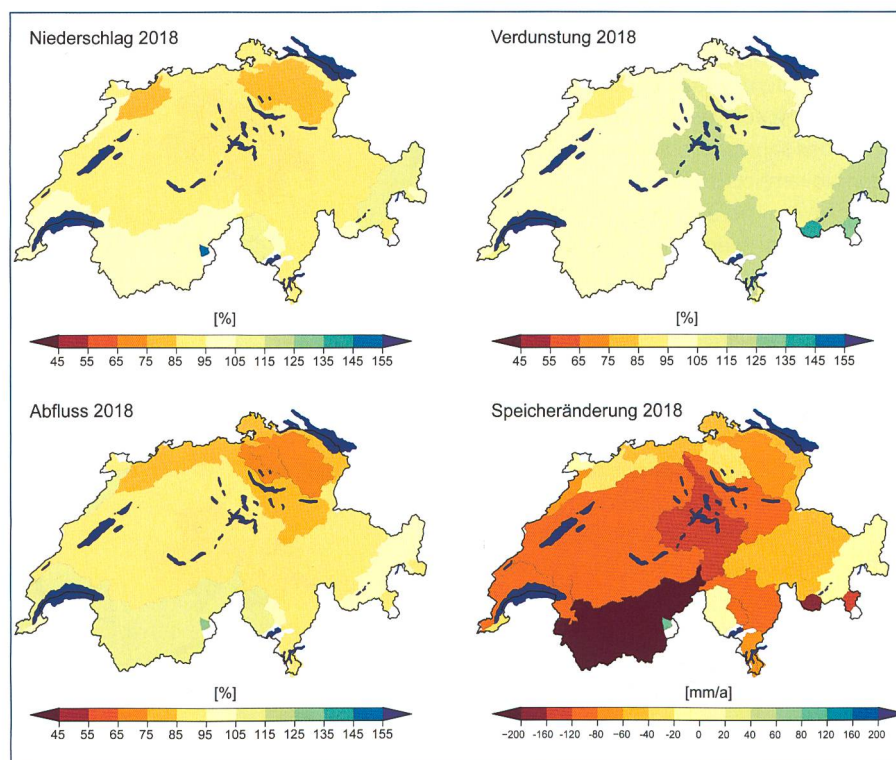 Niederschlag 2018
Verdunstung 2018
[%]
45 55 65 75 85 95 105 115 125 135 145 155
[%]
45 55 65 75 85 95 105 115 125 135 145 155
Abfluss 2018
Speicheränderung 2018
[%]
45 55 65 75 85 95 105 115 125 135 145 155
[mm/a]
-200 -160 -120 -80 -60 -40 -20 0 20 40 60 80 120 160 200